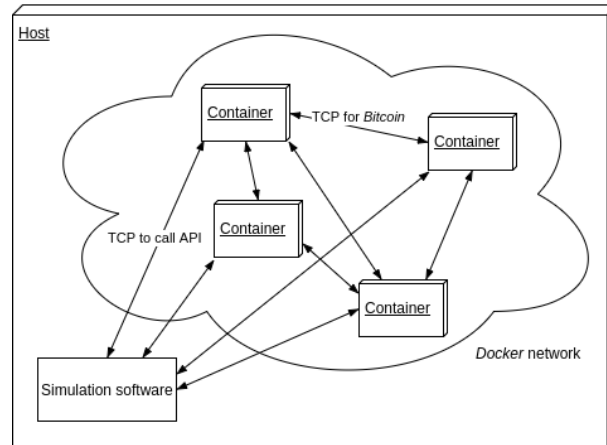 Host
Container
TCP for Bitcoin
Container
Container
TCP to call API
Container
Docker network
Simulation software